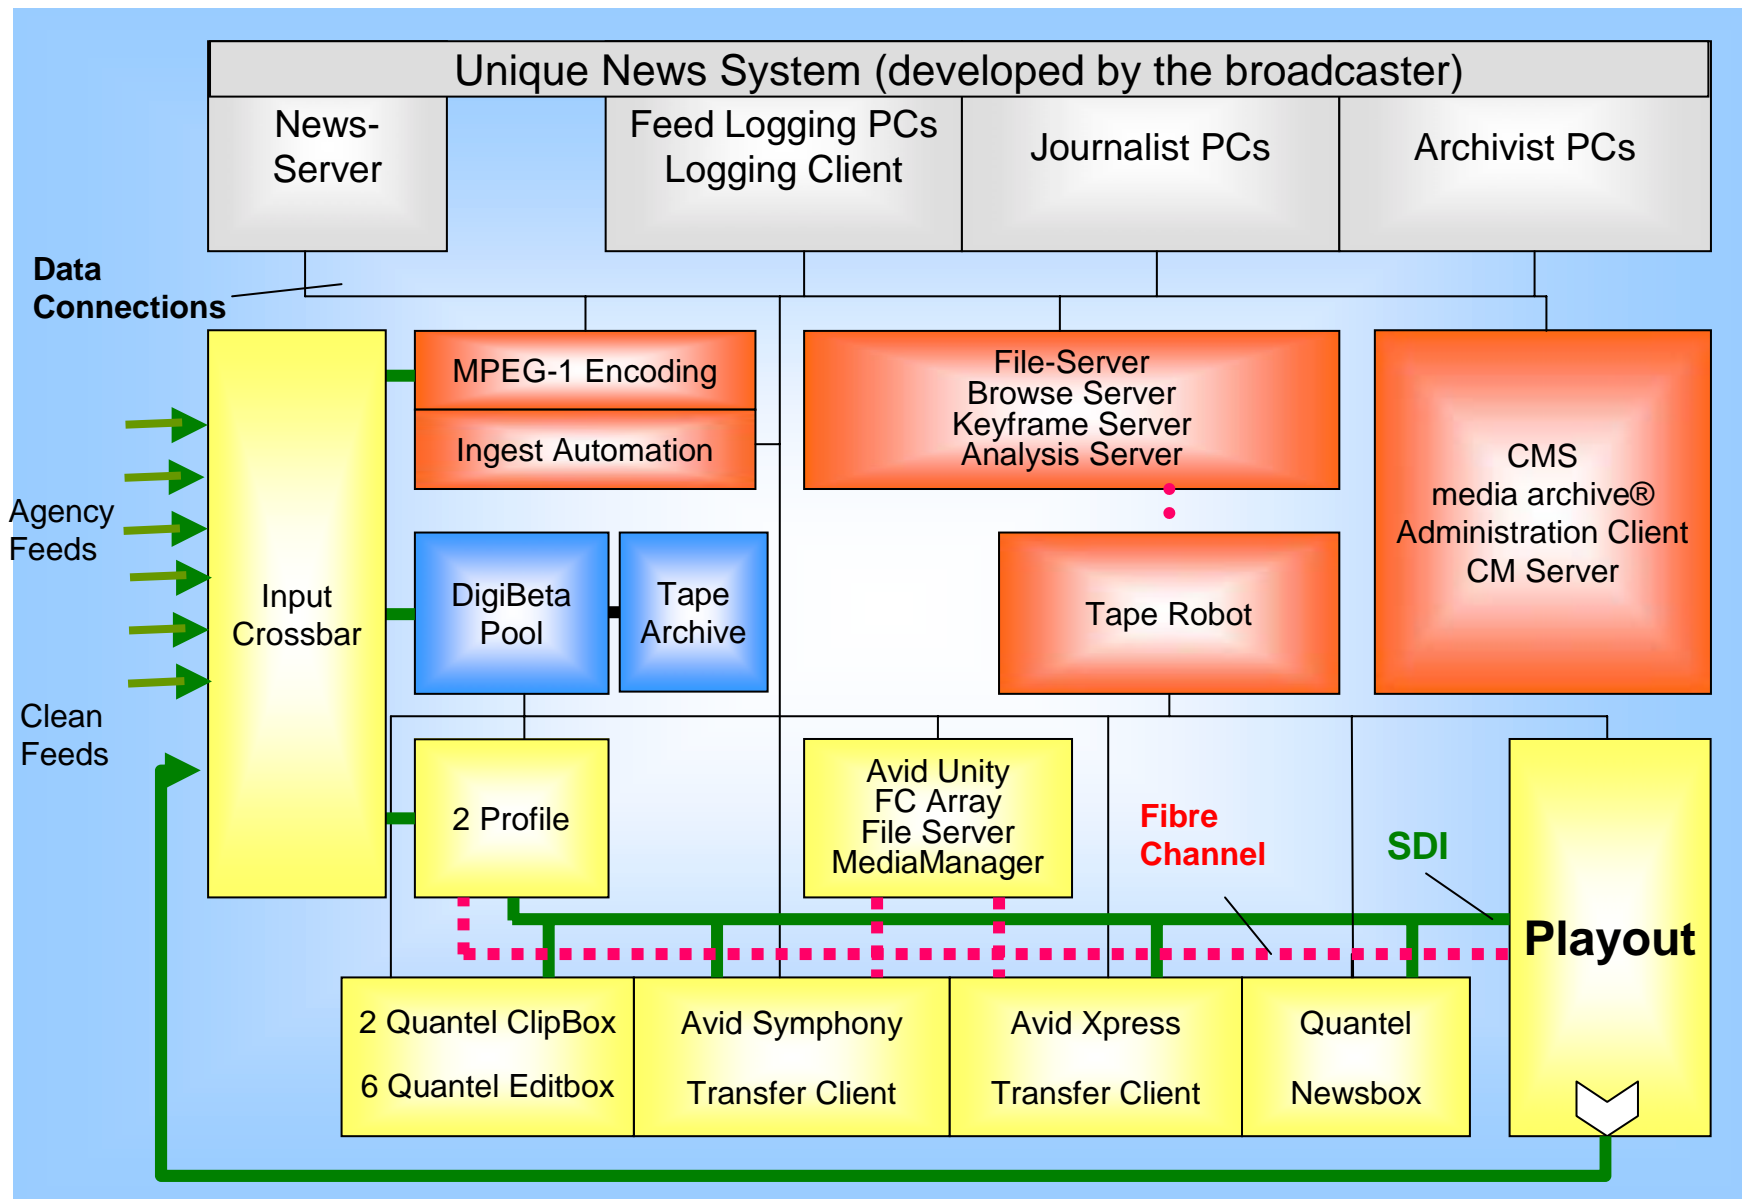 Unique News System (developed by the broadcaster)
News-
Server
Feed Logging PCs
Logging Client
Journalist PCs
Archivist PCs
Data
Connections
MPEG-1 Encoding
Ingest Automation
File-Server
Browse Server
Keyframe Server
Analysis Server
CMS
media archive®
Administration Client
CM Server
Agency
Feeds
Input
Crossbar
DigiBeta
Pool
Tape
Archive
Tape Robot
Clean
Feeds
2 Profile
Avid Unity
FC Array
File Server
MediaManager
Fibre
Channel
SDI
Playout
2 Quantel ClipBox
6 Quantel Editbox
Avid Symphony
Transfer Client
Avid Xpress
Transfer Client
Quantel
Newsbox